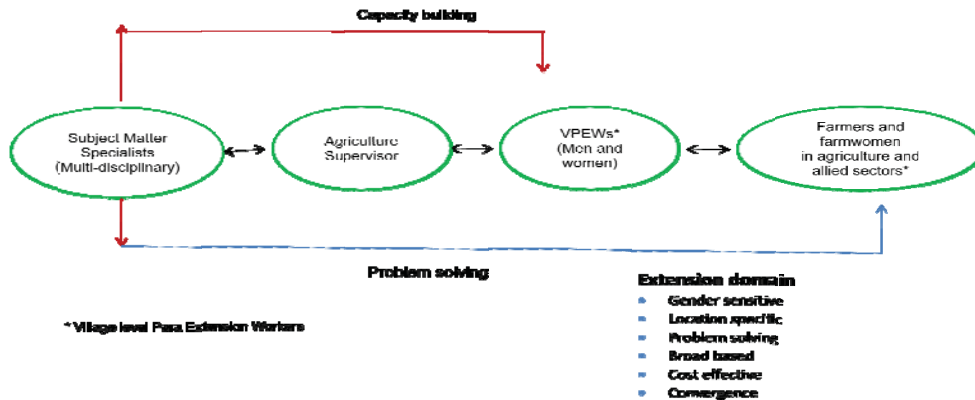 Capacity building
Subject Matter
Specialists
(Multi-disciplinary)
Agriculture
Supervisor
VPEWs*
(Men and
women)
Farmers and
farmwomen
in agriculture and
allied sectors*
Problem solving
* Village level Para Extension Workers
Extension domain
Gender sensitive
Location specific
Problem solving
Broad based
Cost effective
Convergence